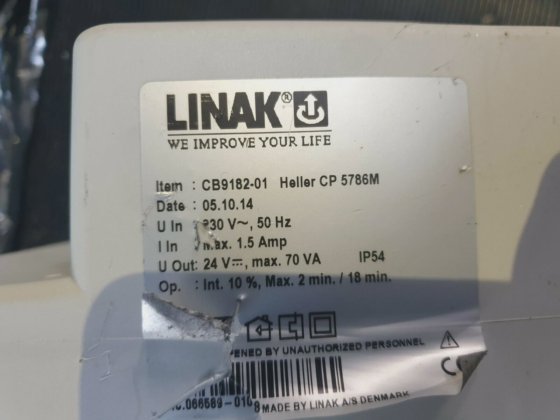 LINAK®
WE IMPROVE YOUR LIFE
Item : CB9182-01 Heller CP 5786M
Date : 05.10.14
U In : 230 V~, 50 Hz
I In : Max. 1.5 Amp
U Out: 24 V⎓, max. 70 VA IP54
Op. : Int. 10 %, Max. 2 min. / 18 min.
BY UNAUTHORIZED PERSONNEL
MADE BY LINAK A/S DENMARK